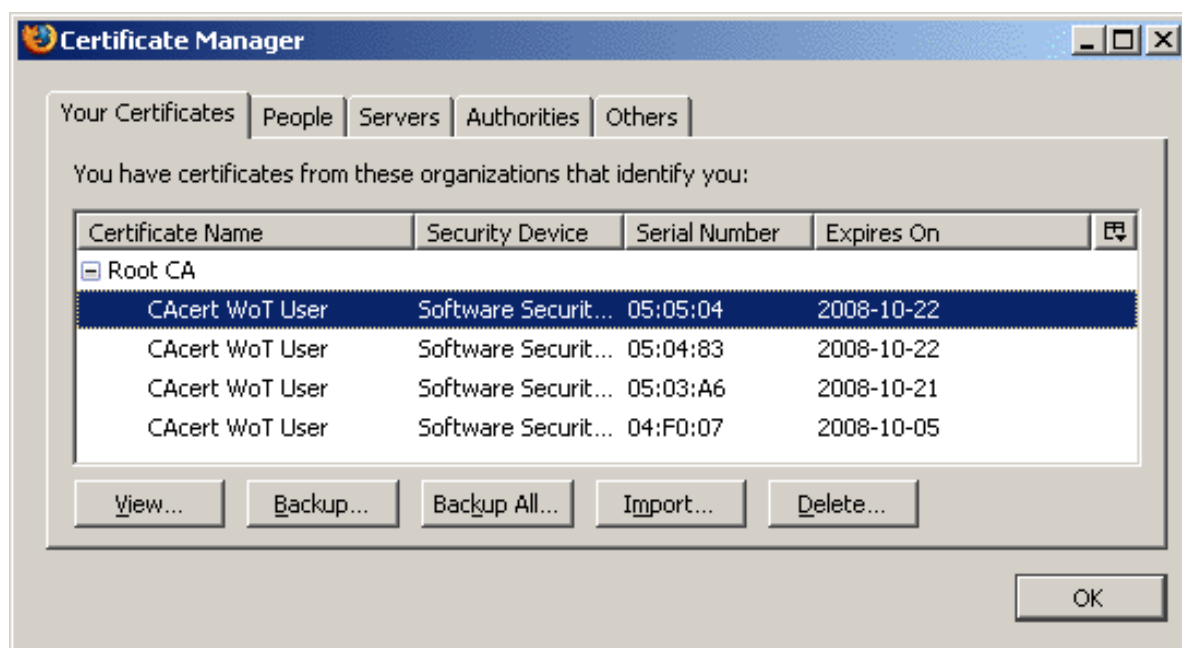 Certificate Manager
Your Certificates People Servers Authorities Others
You have certificates from these organizations that identify you:
Certificate Name Security Device Serial Number Expires On
Root CA
CAcert WoT User Software Securit... 05:05:04 2008-10-22
CAcert WoT User Software Securit... 05:04:83 2008-10-22
CAcert WoT User Software Securit... 05:03:A6 2008-10-21
CAcert WoT User Software Securit... 04:F0:07 2008-10-05
View... Backup... Backup All... Import... Delete...
OK